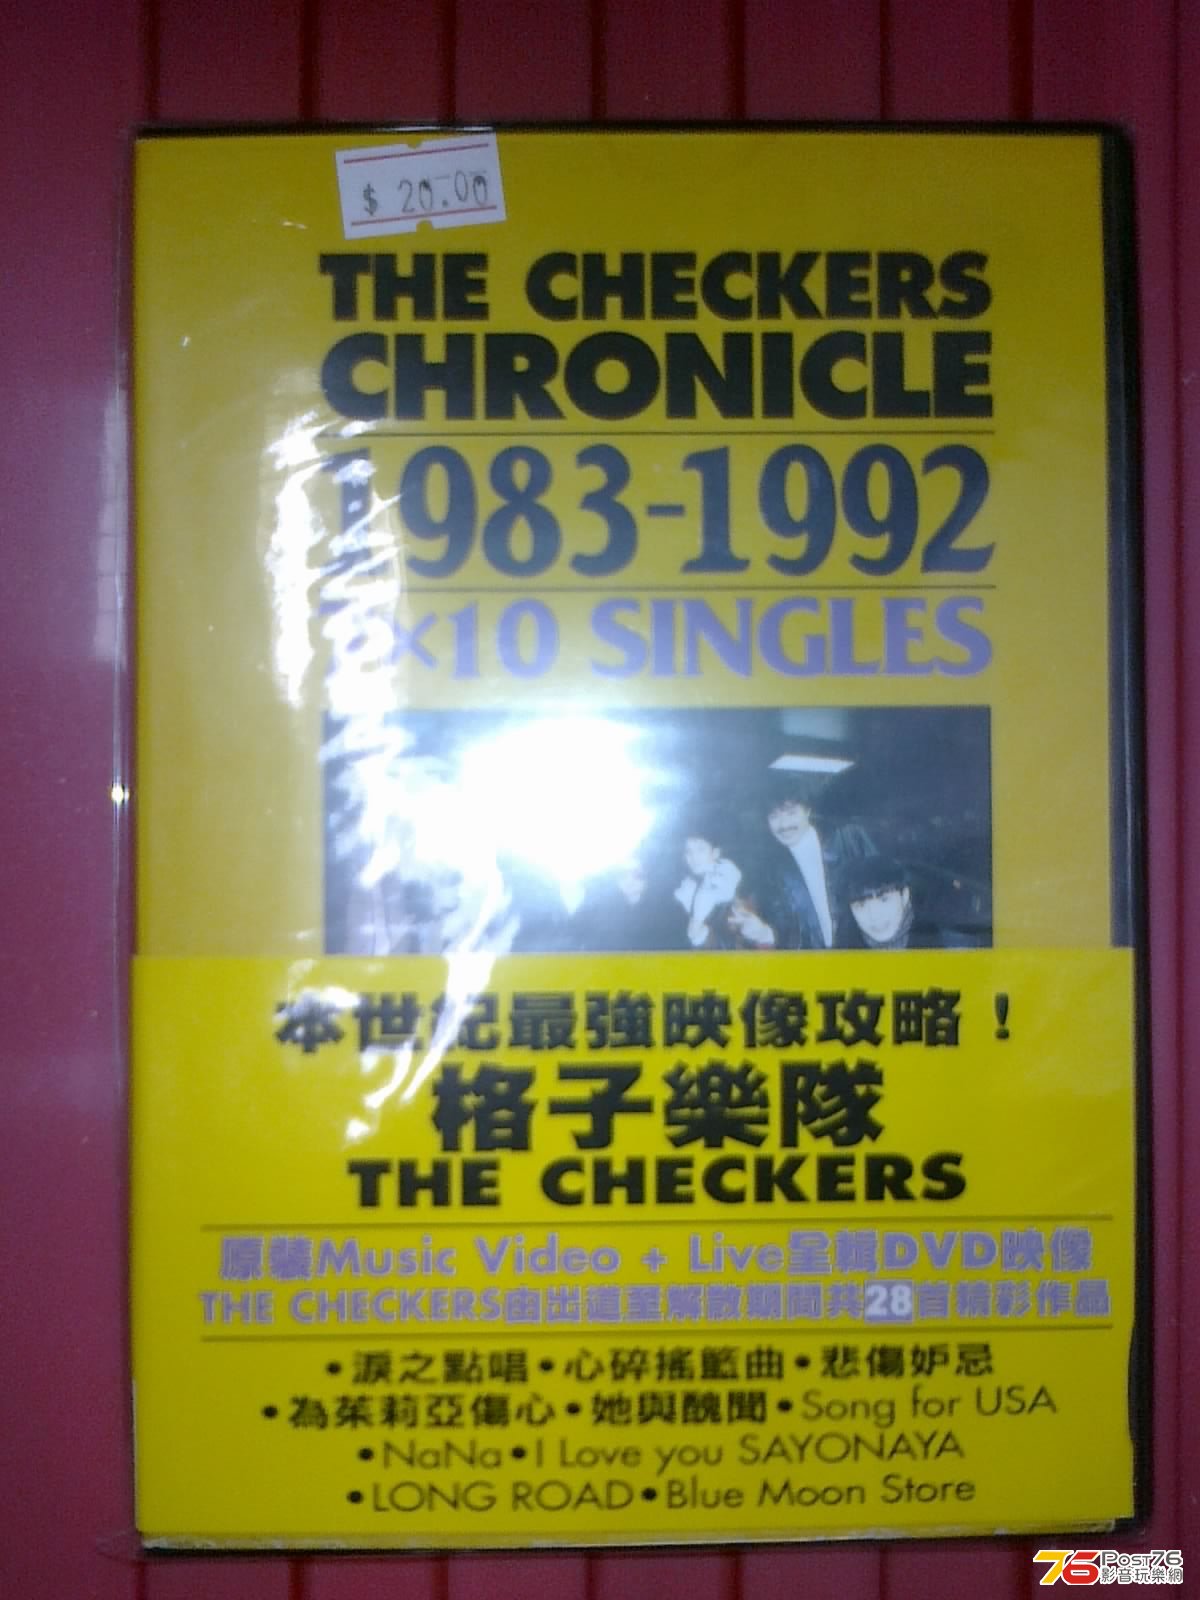 $ 20.00
THE CHECKERS
CHRONICLE
1983-1992
×10 SINGLES
本世紀最強映像攻略！
格子樂隊
THE CHECKERS
原裝Music Video + Live全輯DVD映像
THE CHECKERS由出道至解散期間共28首精彩作品
•淚之點唱•心碎搖籃曲•悲傷妒忌
•為茱莉亞傷心•她與醜聞•Song for USA
•NaNa•I Love you SAYONAYA
•LONG ROAD•Blue Moon Store
76 POST76
影音玩樂網